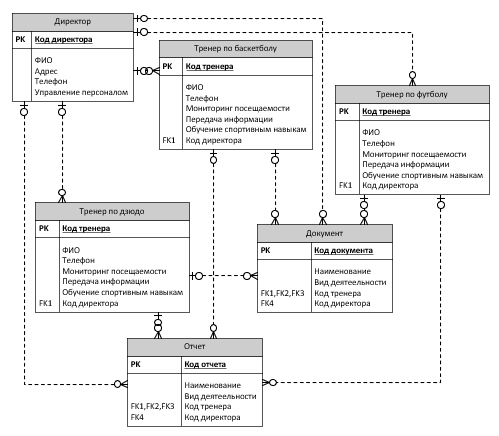 Директор
PK Код директора
ФИО
Адрес
Телефон
Управление персоналом
Тренер по баскетболу
PK Код тренера
ФИО
Телефон
Мониторинг посещаемости
Передача информации
Обучение спортивным навыкам
FK1 Код директора
Тренер по футболу
PK Код тренера
ФИО
Телефон
Мониторинг посещаемости
Передача информации
Обучение спортивным навыкам
FK1 Код директора
Тренер по дзюдо
PK Код тренера
ФИО
Телефон
Мониторинг посещаемости
Передача информации
Обучение спортивным навыкам
FK1 Код директора
Документ
PK Код документа
Наименование
Вид деятеельности
FK1,FK2,FK3 Код тренера
FK4 Код директора
Отчет
PK Код отчета
Наименование
Вид деятеельности
FK1,FK2,FK3 Код тренера
FK4 Код директора